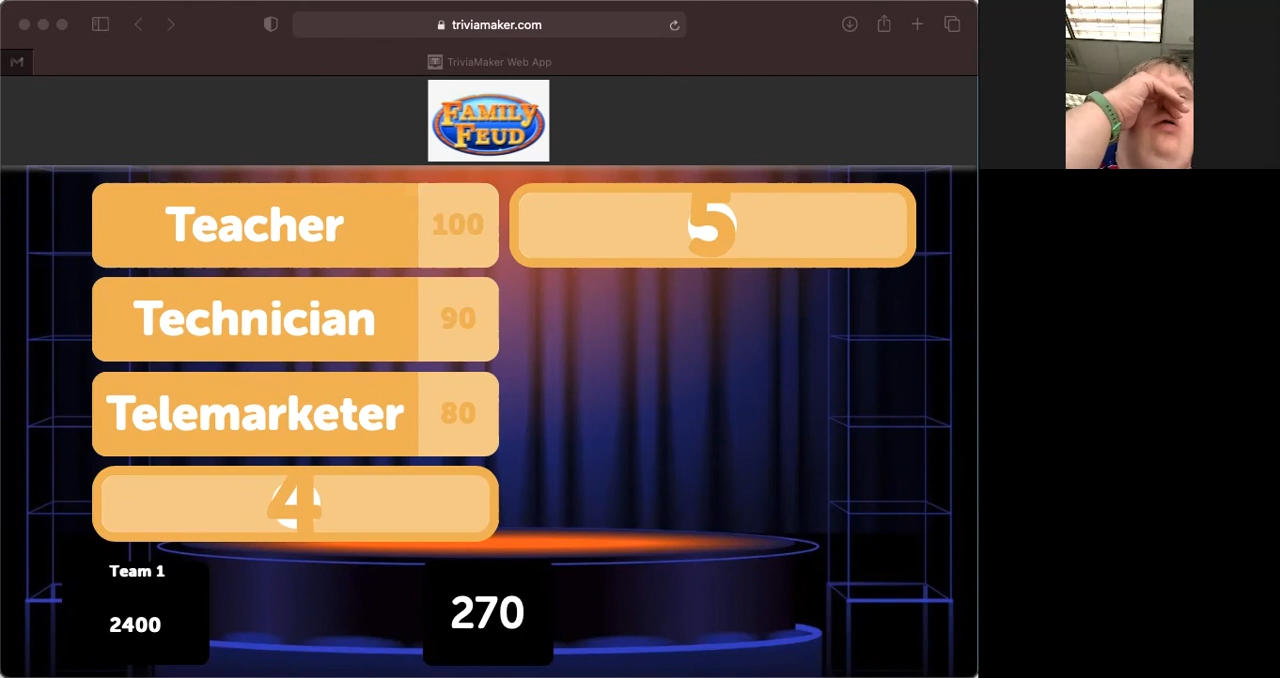 triviamaker.com
TriviaMaker Web App
FAMILY
FEUD
Teacher 100
5
Technician 90
Telemarketer 80
4
Team 1
2400
270